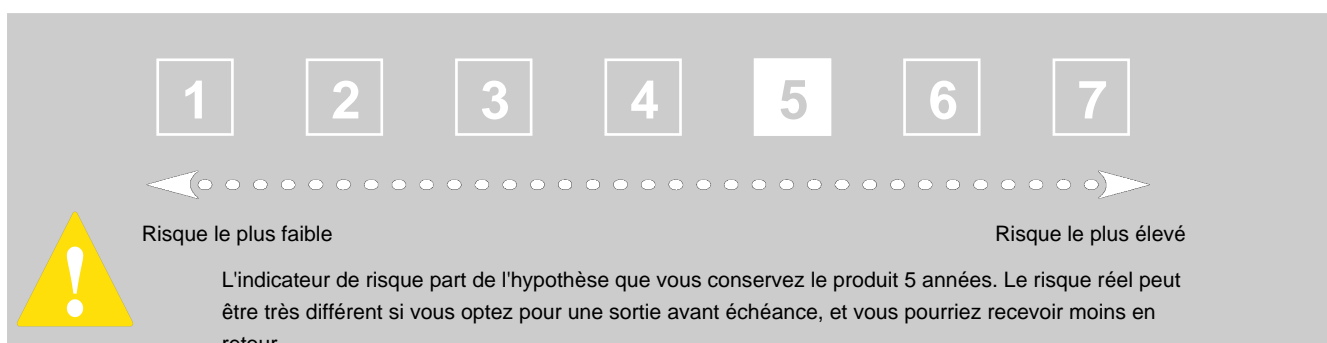 1 2 3 4 5 6 7
Risque le plus faible Risque le plus élevé
L'indicateur de risque part de l'hypothèse que vous conservez le produit 5 années. Le risque réel peut
être très différent si vous optez pour une sortie avant échéance, et vous pourriez recevoir moins en
retour.